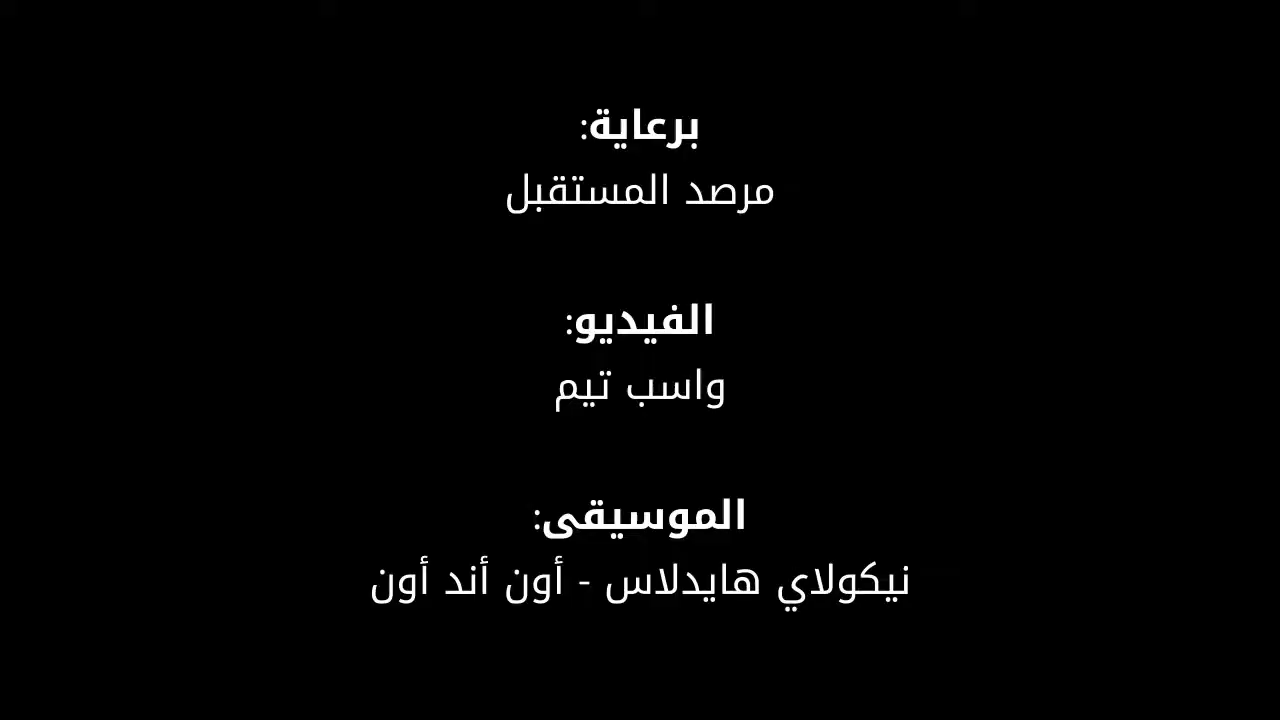 برعاية:
مرصد المستقبل
الفيديو:
واسب تيم
الموسيقى:
نيكولاي هايدلاس - أون أند أون